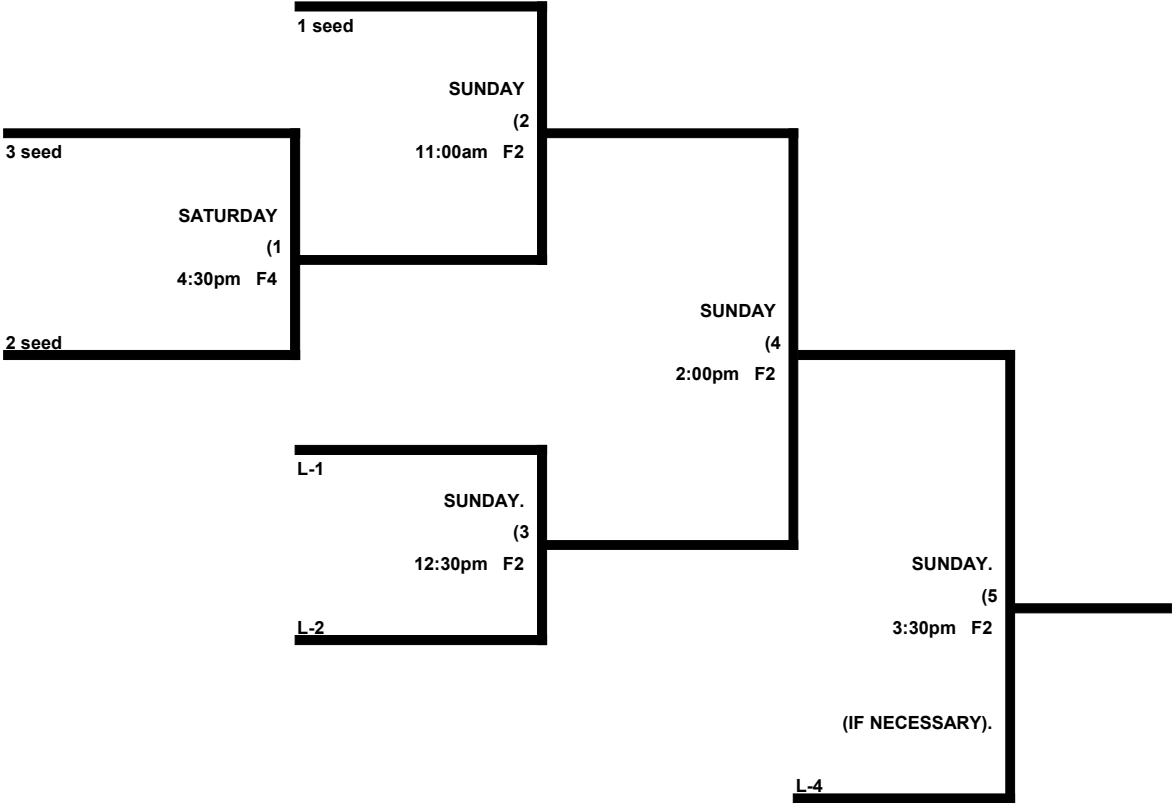 1 seed
SUNDAY
(2
11:00am F2
3 seed
SATURDAY
(1
4:30pm F4
2 seed
SUNDAY
(4
2:00pm F2
L-1
SUNDAY.
(3
12:30pm F2
L-2
SUNDAY.
(5
3:30pm F2
(IF NECESSARY).
L-4